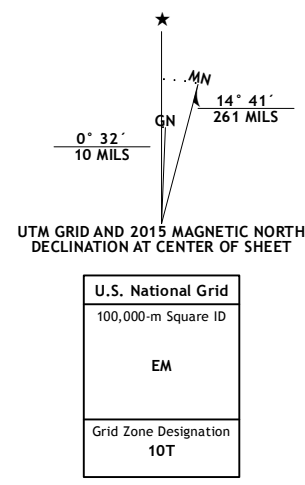 ★
MN
GN
14° 41´
261 MILS
0° 32´
10 MILS
UTM GRID AND 2015 MAGNETIC NORTH
DECLINATION AT CENTER OF SHEET
U.S. National Grid
100,000-m Square ID
EM
Grid Zone Designation
10T